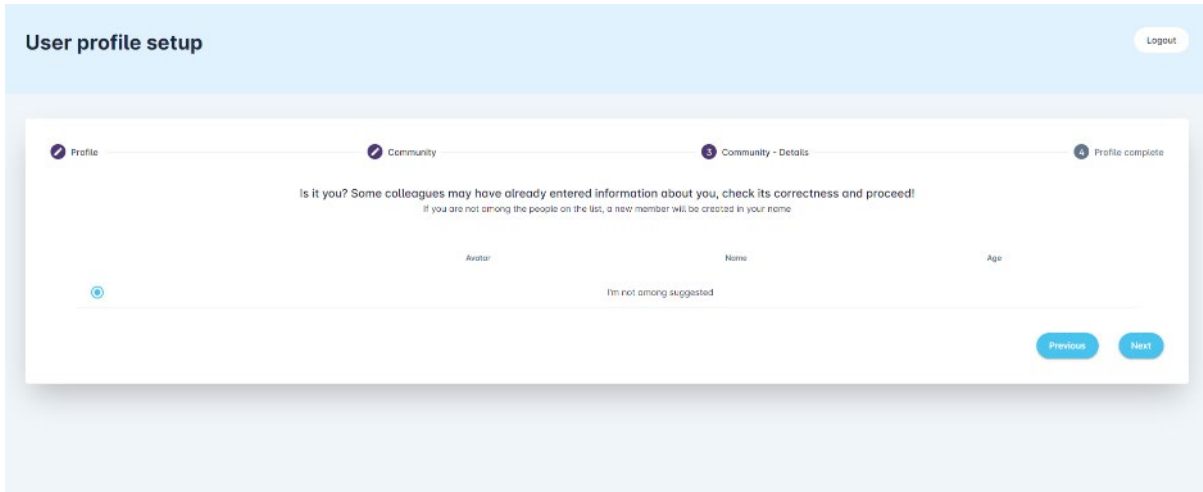 User profile setup
Logout
Profile
Community
3 Community - Details
4 Profile complete
Is it you? Some colleagues may have already entered information about you, check its correctness and proceed!
If you are not among the people on the list, a new member will be created in your name
Avatar Name Age
I'm not among suggested
Previous Next